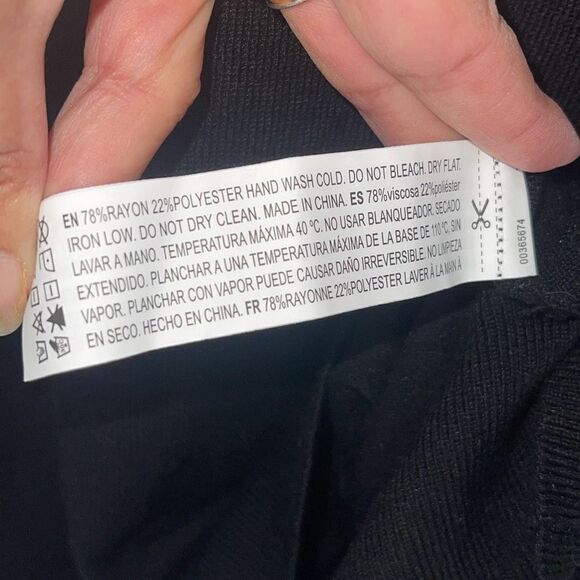 EN 78%RAYON 22%POLYESTER HAND WASH COLD. DO NOT BLEACH. DRY FLAT.
IRON LOW. DO NOT DRY CLEAN. MADE IN CHINA. ES 78%viscosa 22%poliéster
LAVAR A MANO. TEMPERATURA MÁXIMA 40 ºC. NO USAR BLANQUEADOR. SECADO
EXTENDIDO. PLANCHAR A UNA TEMPERATURA MÁXIMA DE LA BASE DE 110 ºC, SIN
VAPOR. PLANCHAR CON VAPOR PUEDE CAUSAR DAÑO IRREVERSIBLE. NO LIMPIEZA
EN SECO. HECHO EN CHINA. FR 78%RAYONNE 22%POLYESTER LAVER À LA MAIN À
00365674